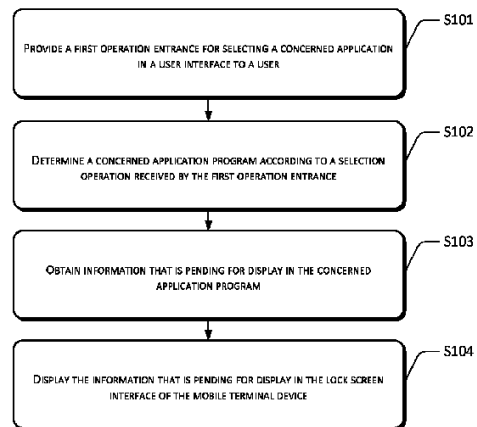 S101
PROVIDE A FIRST OPERATION ENTRANCE FOR SELECTING A CONCERNED APPLICATION
IN A USER INTERFACE TO A USER
S102
DETERMINE A CONCERNED APPLICATION PROGRAM ACCORDING TO A SELECTION
OPERATION RECEIVED BY THE FIRST OPERATION ENTRANCE
S103
OBTAIN INFORMATION THAT IS PENDING FOR DISPLAY IN THE CONCERNED
APPLICATION PROGRAM
S104
DISPLAY THE INFORMATION THAT IS PENDING FOR DISPLAY IN THE LOCK SCREEN
INTERFACE OF THE MOBILE TERMINAL DEVICE